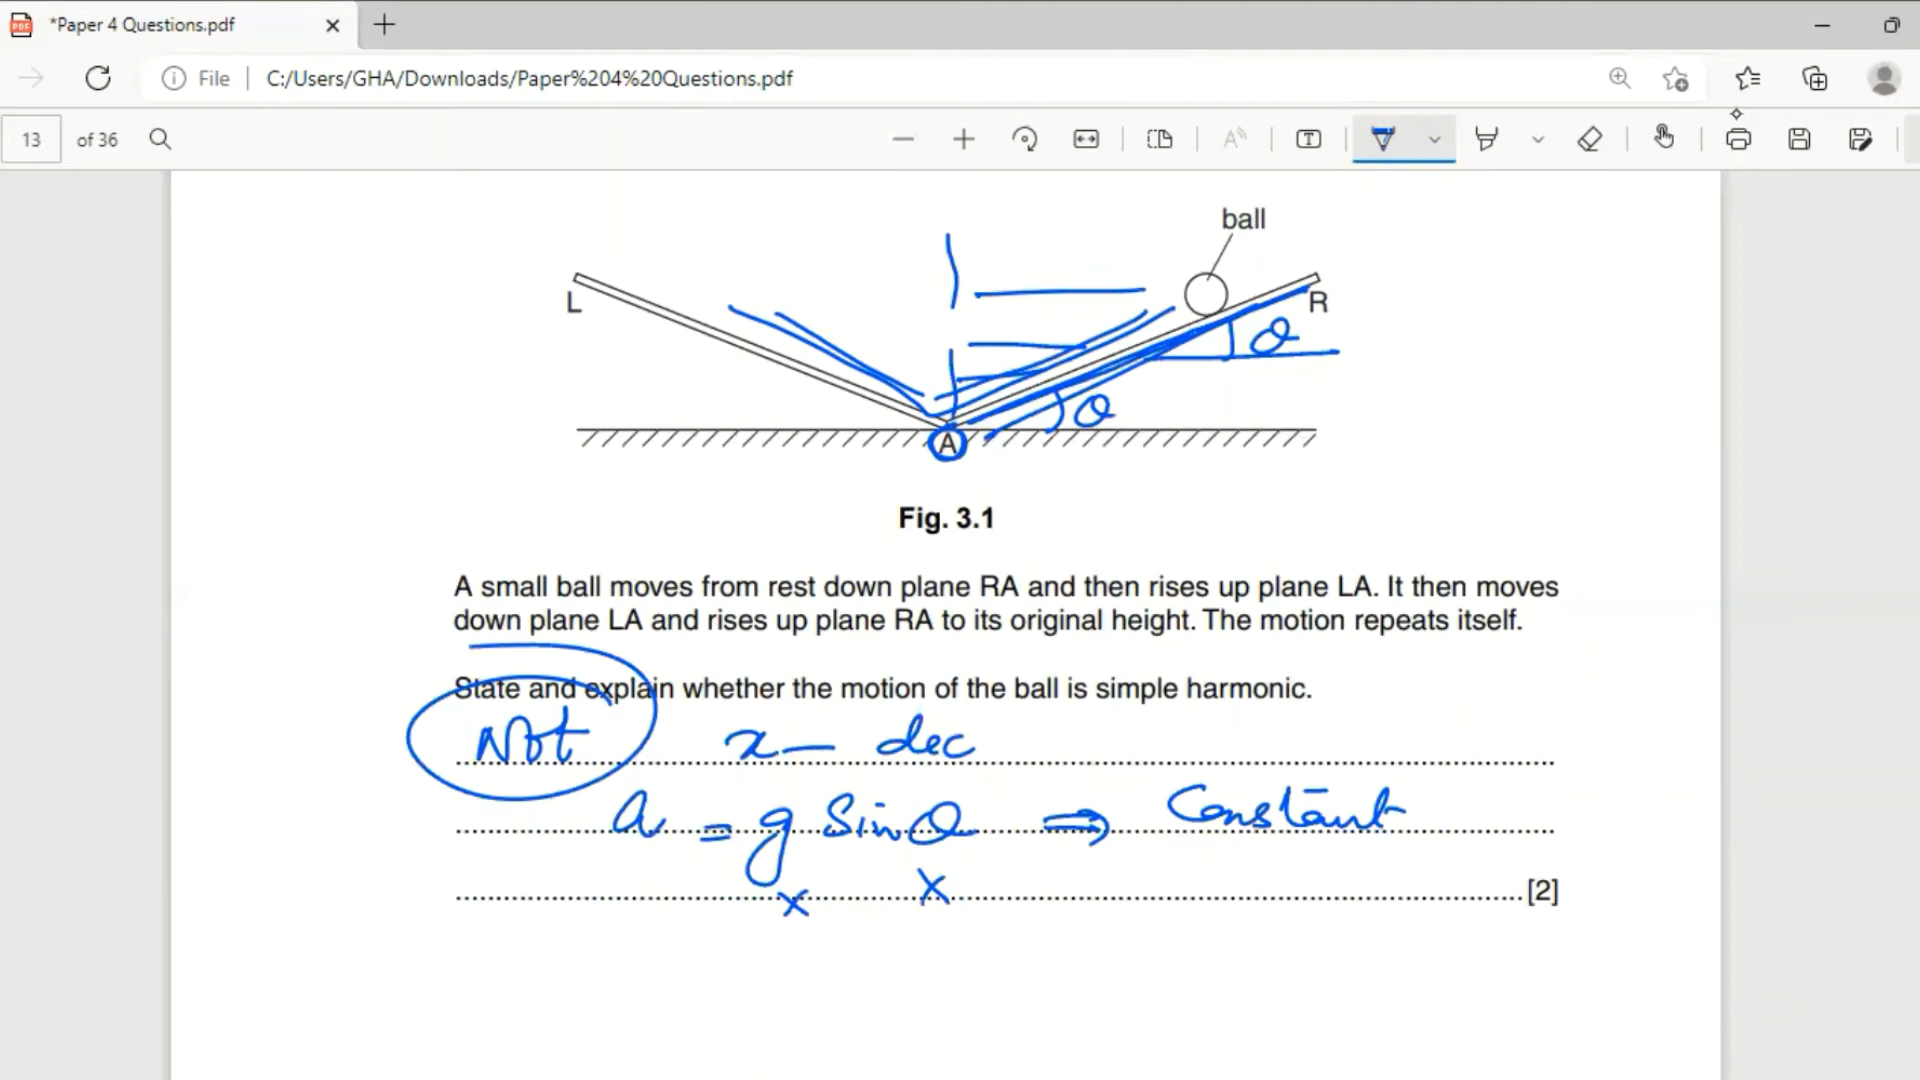 *Paper 4 Questions.pdf
File C:/Users/GHA/Downloads/Paper%204%20Questions.pdf
13 of 36
ball
L
R
θ
θ
A
Fig. 3.1
A small ball moves from rest down plane RA and then rises up plane LA. It then moves
down plane LA and rises up plane RA to its original height. The motion repeats itself.
State and explain whether the motion of the ball is simple harmonic.
Not x – dec
a = g Sin θ ⇒ Constant
x x
[2]